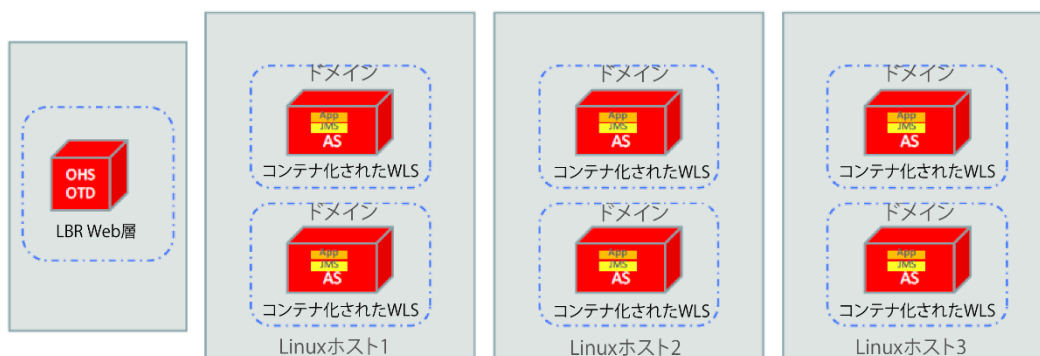 OHS
OTD
LBR Web層
ドメイン
App
JMS
AS
コンテナ化されたWLS
ドメイン
App
JMS
AS
コンテナ化されたWLS
Linuxホスト1
ドメイン
App
JMS
AS
コンテナ化されたWLS
ドメイン
App
JMS
AS
コンテナ化されたWLS
Linuxホスト2
ドメイン
App
JMS
AS
コンテナ化されたWLS
ドメイン
App
JMS
AS
コンテナ化されたWLS
Linuxホスト3